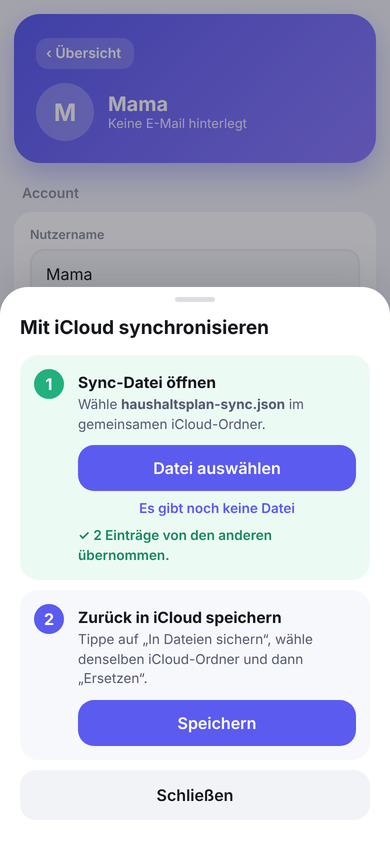 ‹ Übersicht
M
Mama
Keine E-Mail hinterlegt
Account
Nutzername
Mama
Mit iCloud synchronisieren
1
Sync-Datei öffnen
Wähle haushaltsplan-sync.json im
gemeinsamen iCloud-Ordner.
Datei auswählen
Es gibt noch keine Datei
✓ 2 Einträge von den anderen
übernommen.
2
Zurück in iCloud speichern
Tippe auf „In Dateien sichern“, wähle
denselben iCloud-Ordner und dann
„Ersetzen“.
Speichern
Schließen